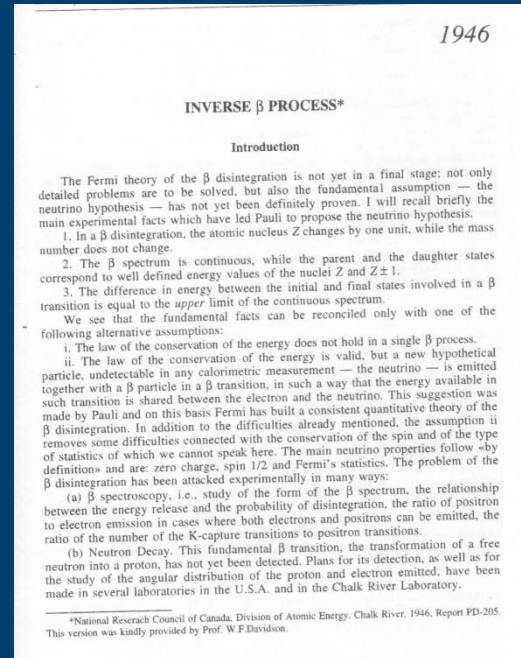 1946
INVERSE β PROCESS*
Introduction
The Fermi theory of the β disintegration is not yet in a final stage; not only
detailed problems are to be solved, but also the fundamental assumption — the
neutrino hypothesis — has not yet been definitely proven. I will recall briefly the
main experimental facts which have led Pauli to propose the neutrino hypothesis.
1. In a β disintegration, the atomic nucleus Z changes by one unit, while the mass
number does not change.
2. The β spectrum is continuous, while the parent and the daughter states
correspond to well defined energy values of the nuclei Z and Z ± 1.
3. The difference in energy between the initial and final states involved in a β
transition is equal to the upper limit of the continuous spectrum.
We see that the fundamental facts can be reconciled only with one of the
following alternative assumptions:
i. The law of the conservation of the energy does not hold in a single β process.
ii. The law of the conservation of the energy is valid, but a new hypothetical
particle, undetectable in any calorimetric measurement — the neutrino — is emitted
together with a β particle in a β transition, in such a way that the energy available in
such transition is shared between the electron and the neutrino. This suggestion was
made by Pauli and on this basis Fermi has built a consistent quantitative theory of the
β disintegration. In addition to the difficulties already mentioned, the assumption ii
removes some difficulties connected with the conservation of the spin and of the type
of statistics of which we cannot speak here. The main neutrino properties follow «by
definition» and are: zero charge, spin 1/2 and Fermi's statistics. The problem of the
β disintegration has been attacked experimentally in many ways:
(a) β spectroscopy, i.e., study of the form of the β spectrum, the relationship
between the energy release and the probability of disintegration, the ratio of positron
to electron emission in cases where both electrons and positrons can be emitted, the
ratio of the number of the K-capture transitions to positron transitions.
(b) Neutron Decay. This fundamental β transition, the transformation of a free
neutron into a proton, has not yet been detected. Plans for its detection, as well as for
the study of the angular distribution of the proton and electron emitted, have been
made in several laboratories in the U.S.A. and in the Chalk River Laboratory.
*National Reserach Council of Canada, Division of Atomic Energy. Chalk River, 1946, Report PD-205.
This version was kindly provided by Prof. W.F.Davidson.